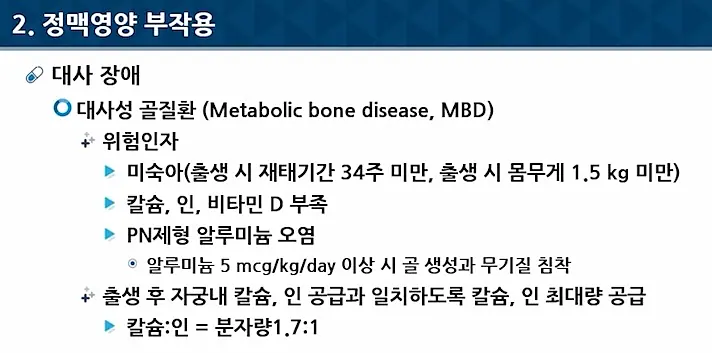 2. 정맥영양 부작용
대사 장애
대사성 골질환 (Metabolic bone disease, MBD)
위험인자
미숙아(출생 시 재태기간 34주 미만, 출생 시 몸무게 1.5 kg 미만)
칼슘, 인, 비타민 D 부족
PN제형 알루미늄 오염
알루미늄 5 mcg/kg/day 이상 시 골 생성과 무기질 침착
출생 후 자궁내 칼슘, 인 공급과 일치하도록 칼슘, 인 최대량 공급
칼슘:인 = 분자량1.7:1